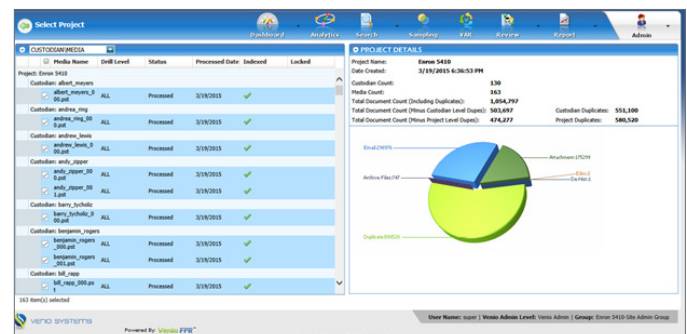 Select Project
Dashboard
Analytics
Search
Sampling
VAR
Review
Report
Admin
CUSTODIAN\MEDIA
Media Name Drill Level Status Processed Date Indexed Locked
Project: Enron 5410
Custodian: albert_meyers
albert_meyers_0
00.pst ALL Processed 3/19/2015
Custodian: andrea_ring
andrea_ring_00
0.pst ALL Processed 3/19/2015
Custodian: andrew_lewis
andrew_lewis_0
00.pst ALL Processed 3/19/2015
Custodian: andy_zipper
andy_zipper_00
0.pst ALL Processed 3/19/2015
andy_zipper_00
1.pst ALL Processed 3/19/2015
Custodian: barry_tycholiz
barry_tycholiz_0
00.pst ALL Processed 3/19/2015
Custodian: benjamin_rogers
benjamin_rogers
_000.pst ALL Processed 3/19/2015
benjamin_rogers
_001.pst ALL Processed 3/19/2015
Custodian: bill_rapp
bill_rapp_000.ps
t ALL Processed 3/19/2015
163 item(s) selected
PROJECT DETAILS
Project Name: Enron 5410
Date Created: 3/19/2015 6:36:53 PM
Custodian Count: 130
Media Count: 163
Total Document Count (Including Duplicates): 1,054,797
Total Document Count (Minus Custodian Level Dupes): 503,697 Custodian Duplicates: 551,100
Total Document Count (Minus Project Level Dupes): 474,277 Project Duplicates: 580,520
VENIO SYSTEMS
Powered By: Venio FPR
User Name: super | Venio Admin Level: Venio Admin | Group: Enron 5410-Site Admin Group